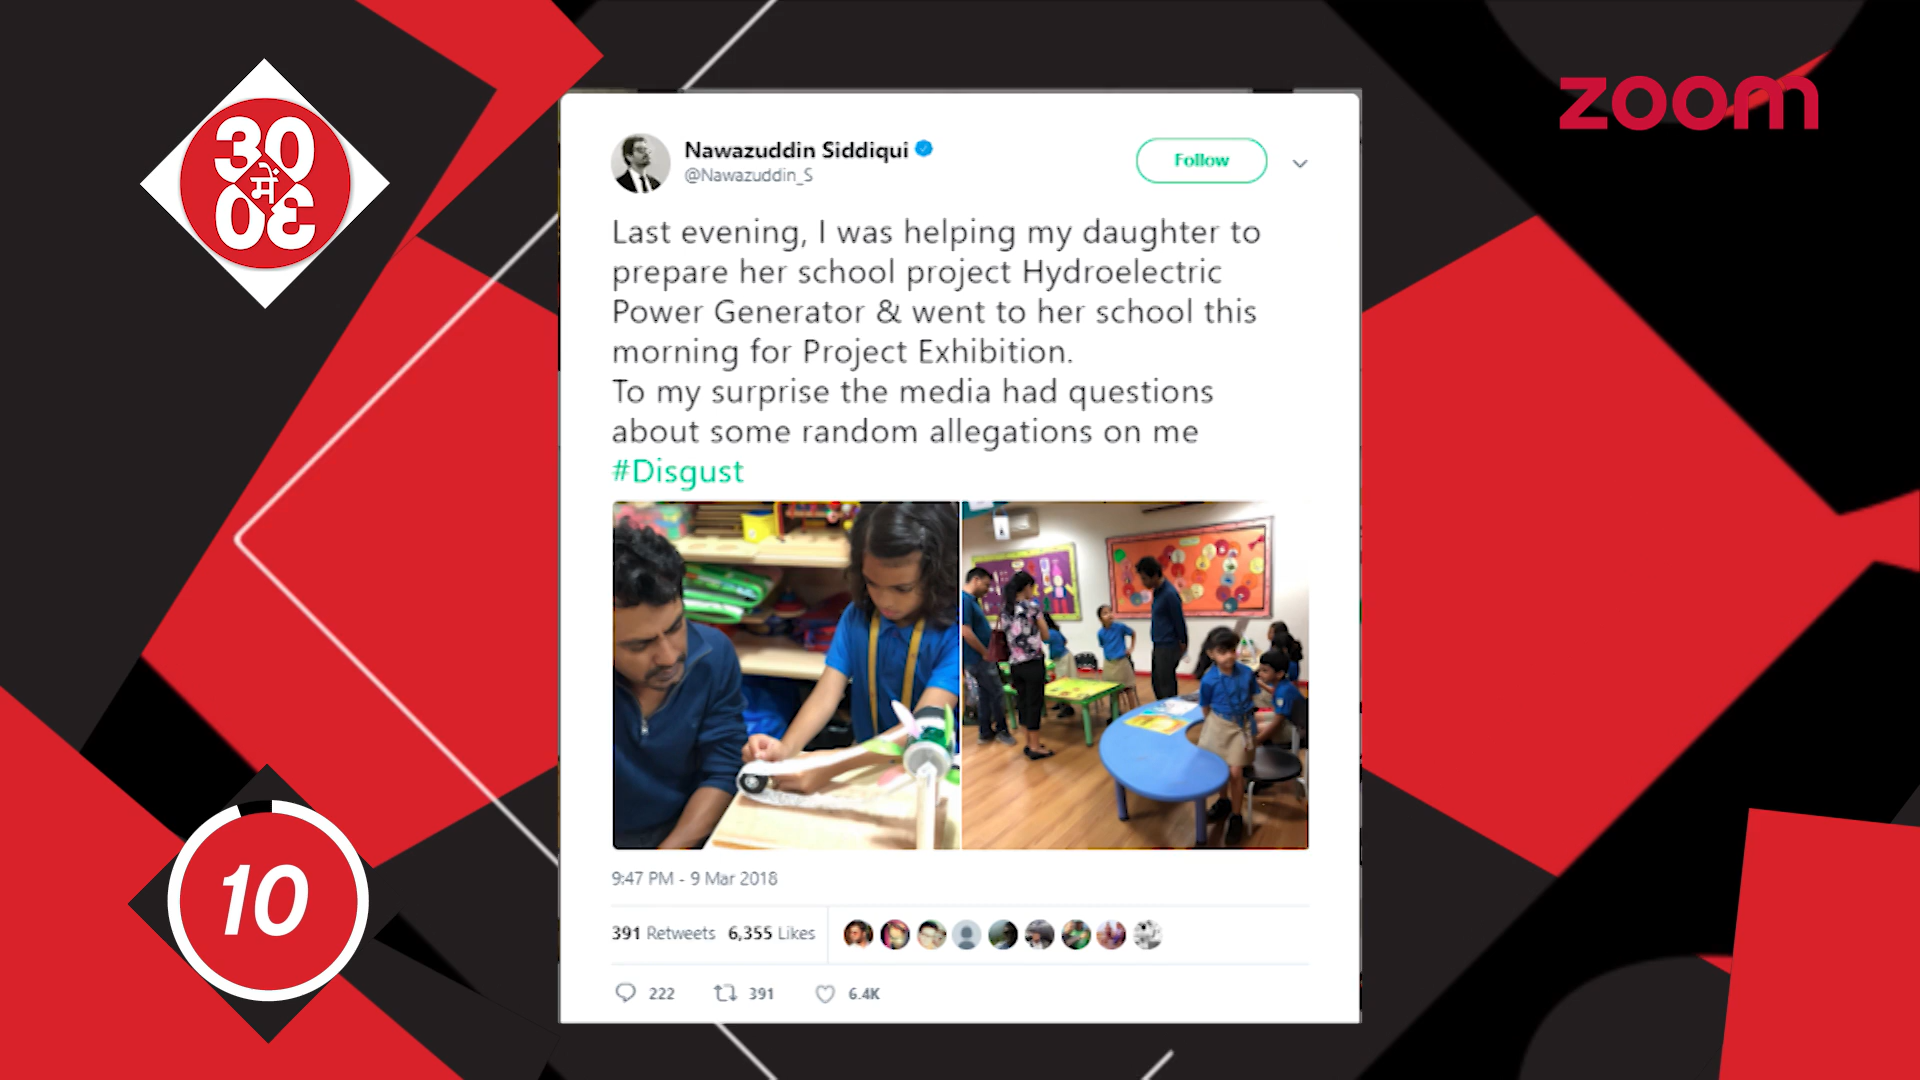 30
में
30
zoom
Nawazuddin Siddiqui
@Nawazuddin_S
Follow
Last evening, I was helping my daughter to
prepare her school project Hydroelectric
Power Generator & went to her school this
morning for Project Exhibition.
To my surprise the media had questions
about some random allegations on me
#Disgust
9:47 PM - 9 Mar 2018
391 Retweets 6,355 Likes
222 391 6.4K
10